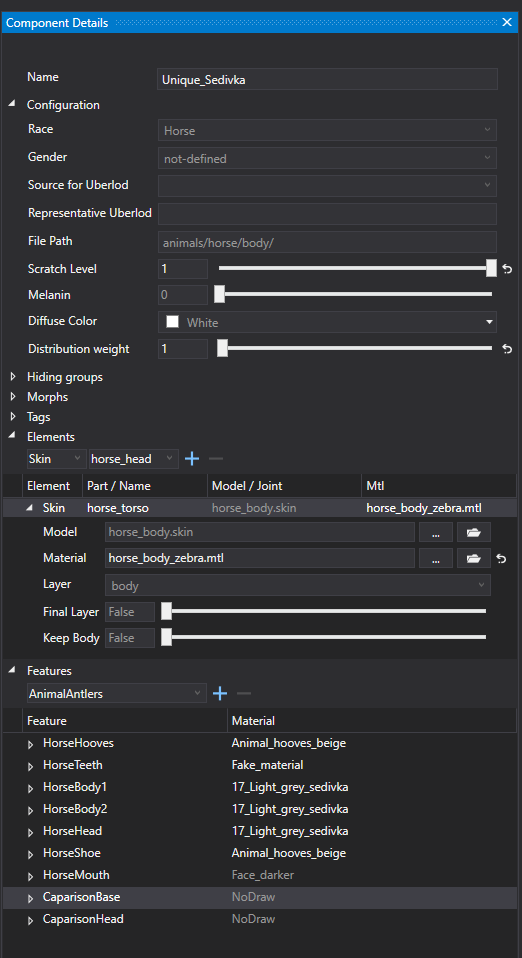 Component Details
Name Unique_Sedivka
Configuration
Race Horse
Gender not-defined
Source for Uberlod
Representative Uberlod
File Path animals/horse/body/
Scratch Level 1
Melanin 0
Diffuse Color White
Distribution weight 1
Hiding groups
Morphs
Tags
Elements
Skin horse_head
Element Part / Name Model / Joint Mtl
Skin horse_torso horse_body.skin horse_body_zebra.mtl
Model horse_body.skin ...
Material horse_body_zebra.mtl ...
Layer body
Final Layer False
Keep Body False
Features
AnimalAntlers
Feature Material
HorseHooves Animal_hooves_beige
HorseTeeth Fake_material
HorseBody1 17_Light_grey_sedivka
HorseBody2 17_Light_grey_sedivka
HorseHead 17_Light_grey_sedivka
HorseShoe Animal_hooves_beige
HorseMouth Face_darker
CaparisonBase NoDraw
CaparisonHead NoDraw